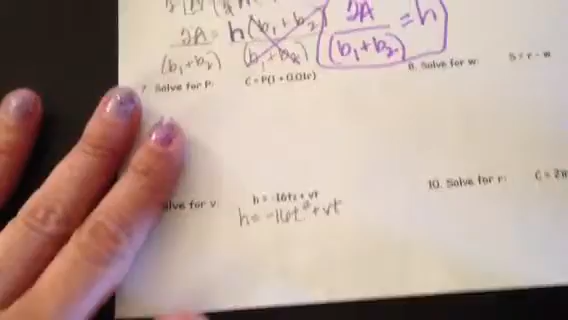 2A = h(b₁+b₂)
(b₁+b₂) (b₁+b₂)
2A = h
(b₁+b₂)
7. Solve for P: C = P(1 + 0.01r)
8. Solve for w: S = r - w
olve for v: h = -16t2 + vt
h = -16t² + vt
10. Solve for r: C = 2